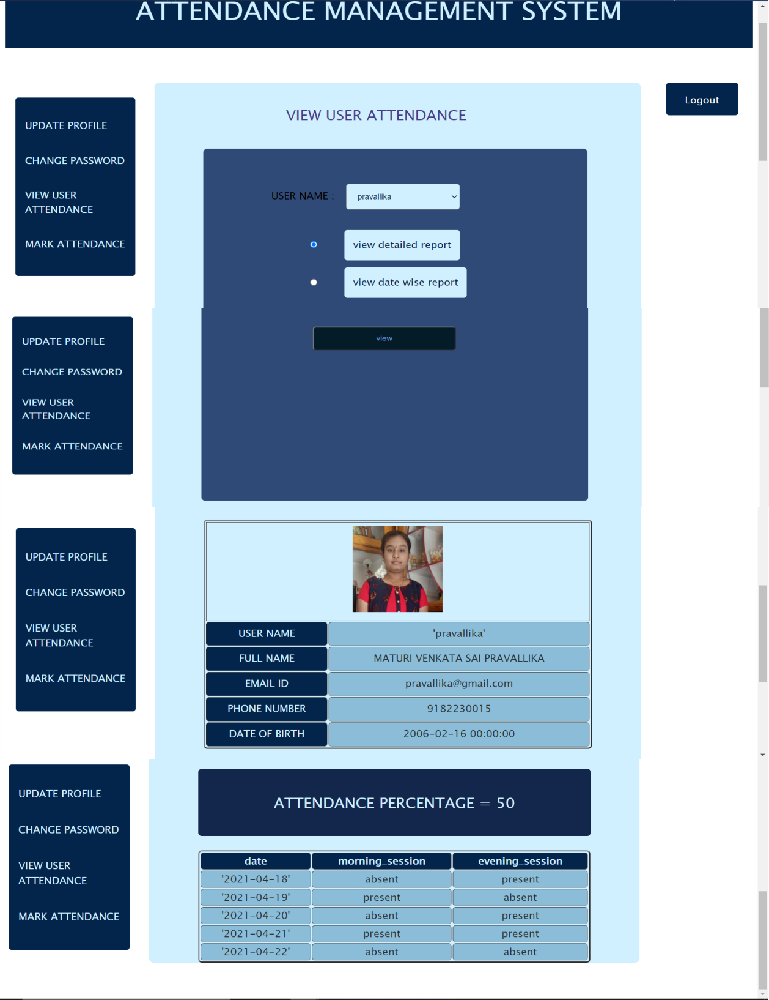 ATTENDANCE MANAGEMENT SYSTEM
Logout
UPDATE PROFILE
CHANGE PASSWORD
VIEW USER
ATTENDANCE
MARK ATTENDANCE
VIEW USER ATTENDANCE
USER NAME :
pravallika
view detailed report
view date wise report
UPDATE PROFILE
CHANGE PASSWORD
VIEW USER
ATTENDANCE
MARK ATTENDANCE
view
UPDATE PROFILE
CHANGE PASSWORD
VIEW USER
ATTENDANCE
MARK ATTENDANCE
USER NAME 'pravallika'
FULL NAME MATURI VENKATA SAI PRAVALLIKA
EMAIL ID pravallika@gmail.com
PHONE NUMBER 9182230015
DATE OF BIRTH 2006-02-16 00:00:00
UPDATE PROFILE
CHANGE PASSWORD
VIEW USER
ATTENDANCE
MARK ATTENDANCE
ATTENDANCE PERCENTAGE = 50
date morning_session evening_session
'2021-04-18' absent present
'2021-04-19' present absent
'2021-04-20' absent present
'2021-04-21' present present
'2021-04-22' absent absent